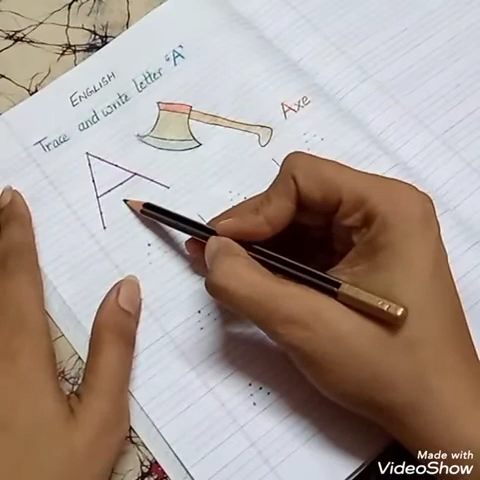 ENGLISH
Trace and write letter "A"
Axe
A
Made with
VideoShow